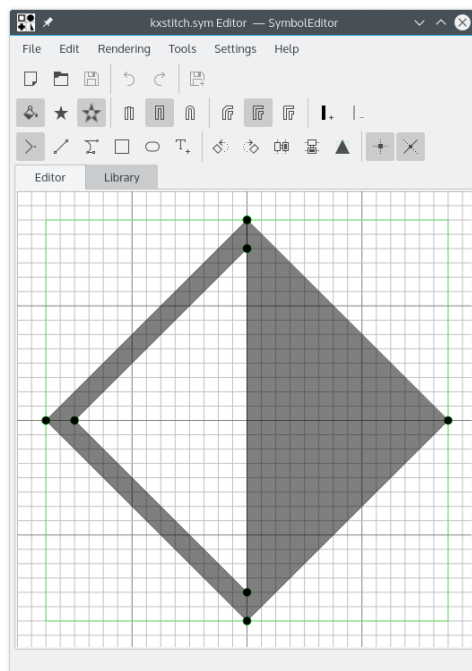 kxstitch.sym Editor — SymbolEditor
File Edit Rendering Tools Settings Help
Editor Library